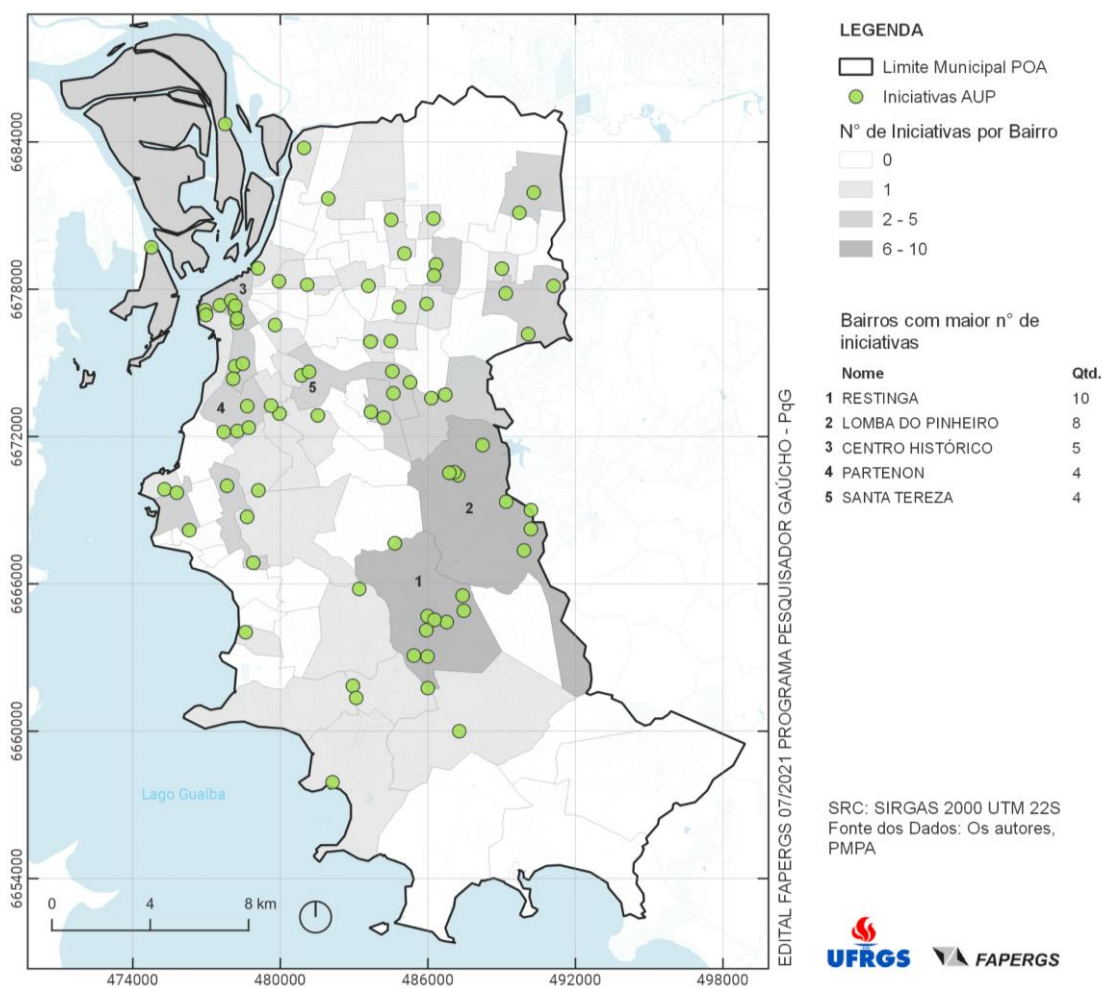 6684000
6678000
6672000
6666000
6660000
6654000
3
5
4
2
1
Lago Guaíba
0 4 8 km
474000 480000 486000 492000 498000
EDITAL FAPERGS 07/2021 PROGRAMA PESQUISADOR GAÚCHO - PqG
LEGENDA
Limite Municipal POA
Iniciativas AUP
N° de Iniciativas por Bairro
0
1
2 - 5
6 - 10
Bairros com maior n° de
iniciativas
Nome Qtd.
1 RESTINGA 10
2 LOMBA DO PINHEIRO 8
3 CENTRO HISTÓRICO 5
4 PARTENON 4
5 SANTA TEREZA 4
SRC: SIRGAS 2000 UTM 22S
Fonte dos Dados: Os autores,
PMPA
UFRGS FAPERGS